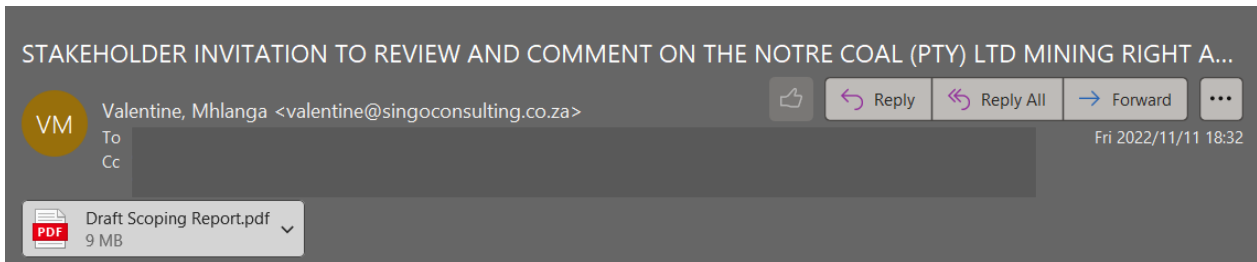 STAKEHOLDER INVITATION TO REVIEW AND COMMENT ON THE NOTRE COAL (PTY) LTD MINING RIGHT A...
VM
Valentine, Mhlanga <valentine@singoconsulting.co.za>
Reply
Reply All
Forward
To
Fri 2022/11/11 18:32
Cc
PDF
Draft Scoping Report.pdf
9 MB